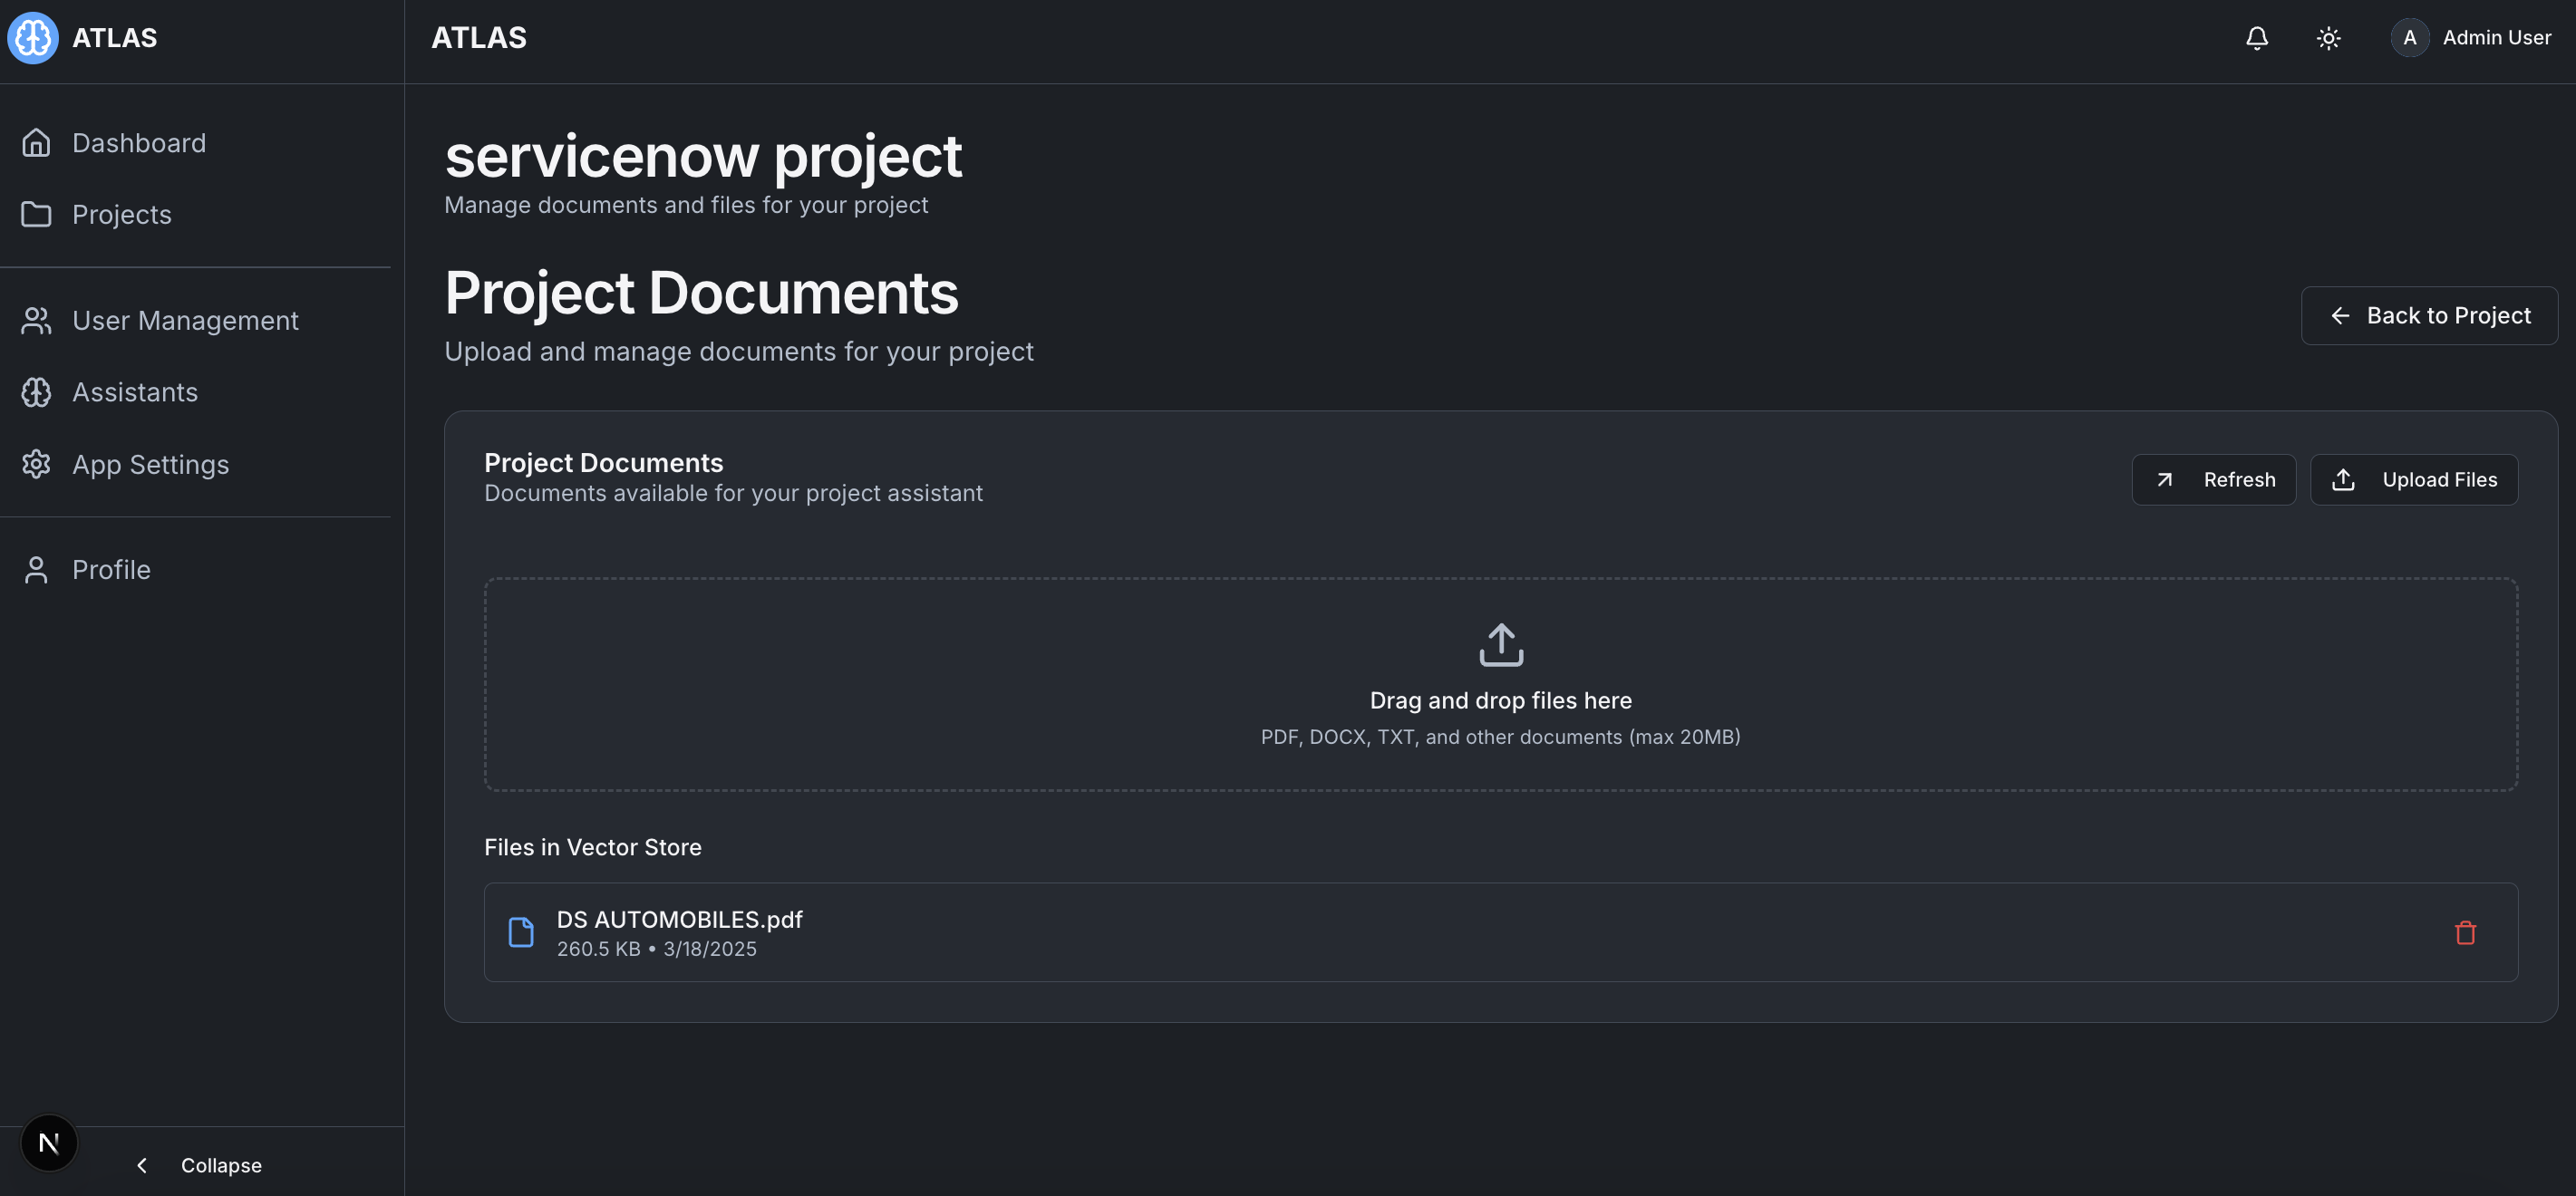 ATLAS
ATLAS
A Admin User
Dashboard
Projects
User Management
Assistants
App Settings
Profile
N
Collapse
servicenow project
Manage documents and files for your project
Project Documents
Upload and manage documents for your project
Back to Project
Project Documents
Documents available for your project assistant
Refresh
Upload Files
Drag and drop files here
PDF, DOCX, TXT, and other documents (max 20MB)
Files in Vector Store
DS AUTOMOBILES.pdf
260.5 KB • 3/18/2025